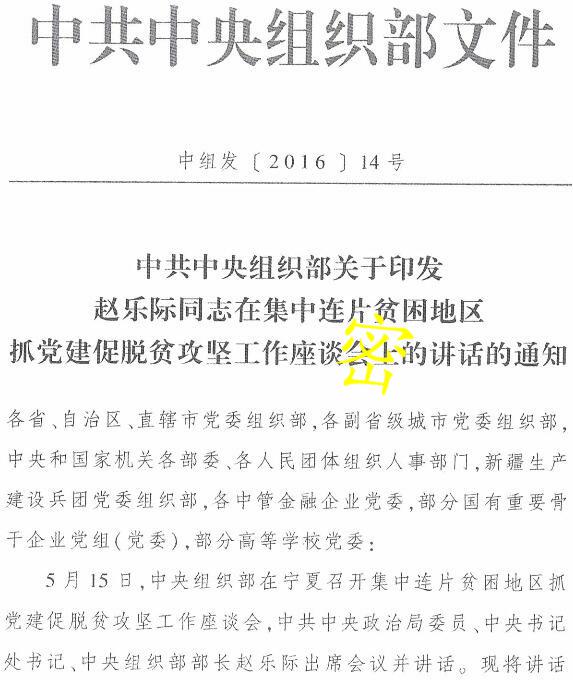 中共中央组织部文件
中组发〔2016〕14号
中共中央组织部关于印发
赵乐际同志在集中连片贫困地区
抓党建促脱贫攻坚工作座谈会上的讲话的通知
密
各省、自治区、直辖市党委组织部,各副省级城市党委组织部,
中央和国家机关各部委、各人民团体组织人事部门,新疆生产
建设兵团党委组织部,各中管金融企业党委,部分国有重要骨
干企业党组(党委),部分高等学校党委:
5月15日,中央组织部在宁夏召开集中连片贫困地区抓
党建促脱贫攻坚工作座谈会,中共中央政治局委员、中央书记
处书记、中央组织部部长赵乐际出席会议并讲话。现将讲话